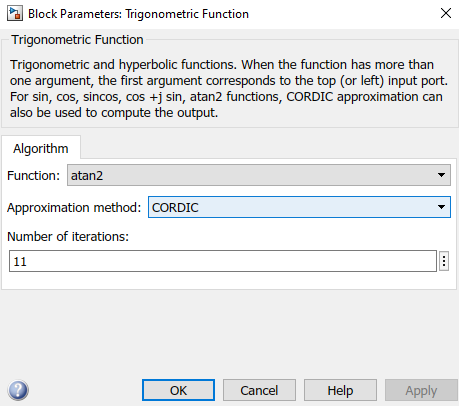 Block Parameters: Trigonometric Function
Trigonometric Function
Trigonometric and hyperbolic functions. When the function has more than
one argument, the first argument corresponds to the top (or left) input port.
For sin, cos, sincos, cos +j sin, atan2 functions, CORDIC approximation can
also be used to compute the output.
Algorithm
Function: atan2
Approximation method: CORDIC
Number of iterations:
11
OK Cancel Help Apply